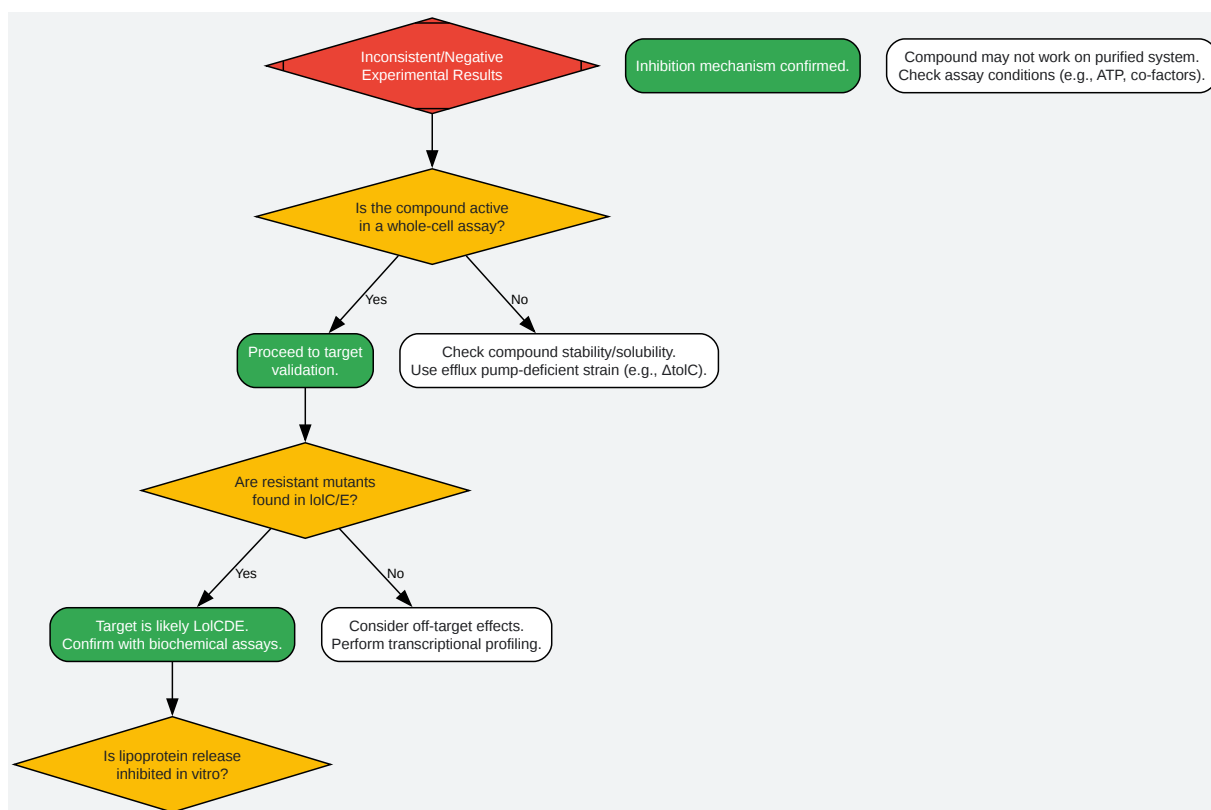 Inconsistent/Negative
Experimental Results
Inhibition mechanism confirmed.
Compound may not work on purified system.
Check assay conditions (e.g., ATP, co-factors).
Is the compound active
in a whole-cell assay?
Yes
No
Proceed to target
validation.
Check compound stability/solubility.
Use efflux pump-deficient strain (e.g., ΔtolC).
Are resistant mutants
found in lolC/E?
Yes
No
Target is likely LolCDE.
Confirm with biochemical assays.
Consider off-target effects.
Perform transcriptional profiling.
Is lipoprotein release
inhibited in vitro?